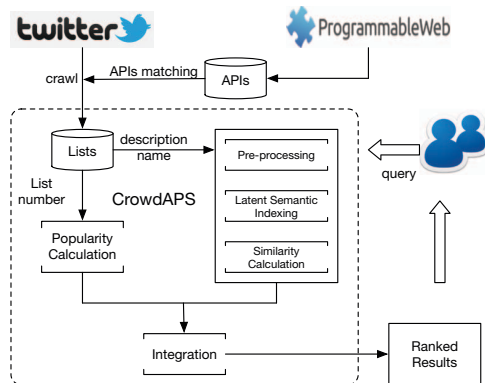 twitter
ProgrammableWeb
crawl
APIs matching
APIs
Lists
description
name
Pre-processing
query
List
number
CrowdAPS
Latent Semantic
Indexing
Popularity
Calculation
Similarity
Calculation
Integration
Ranked
Results